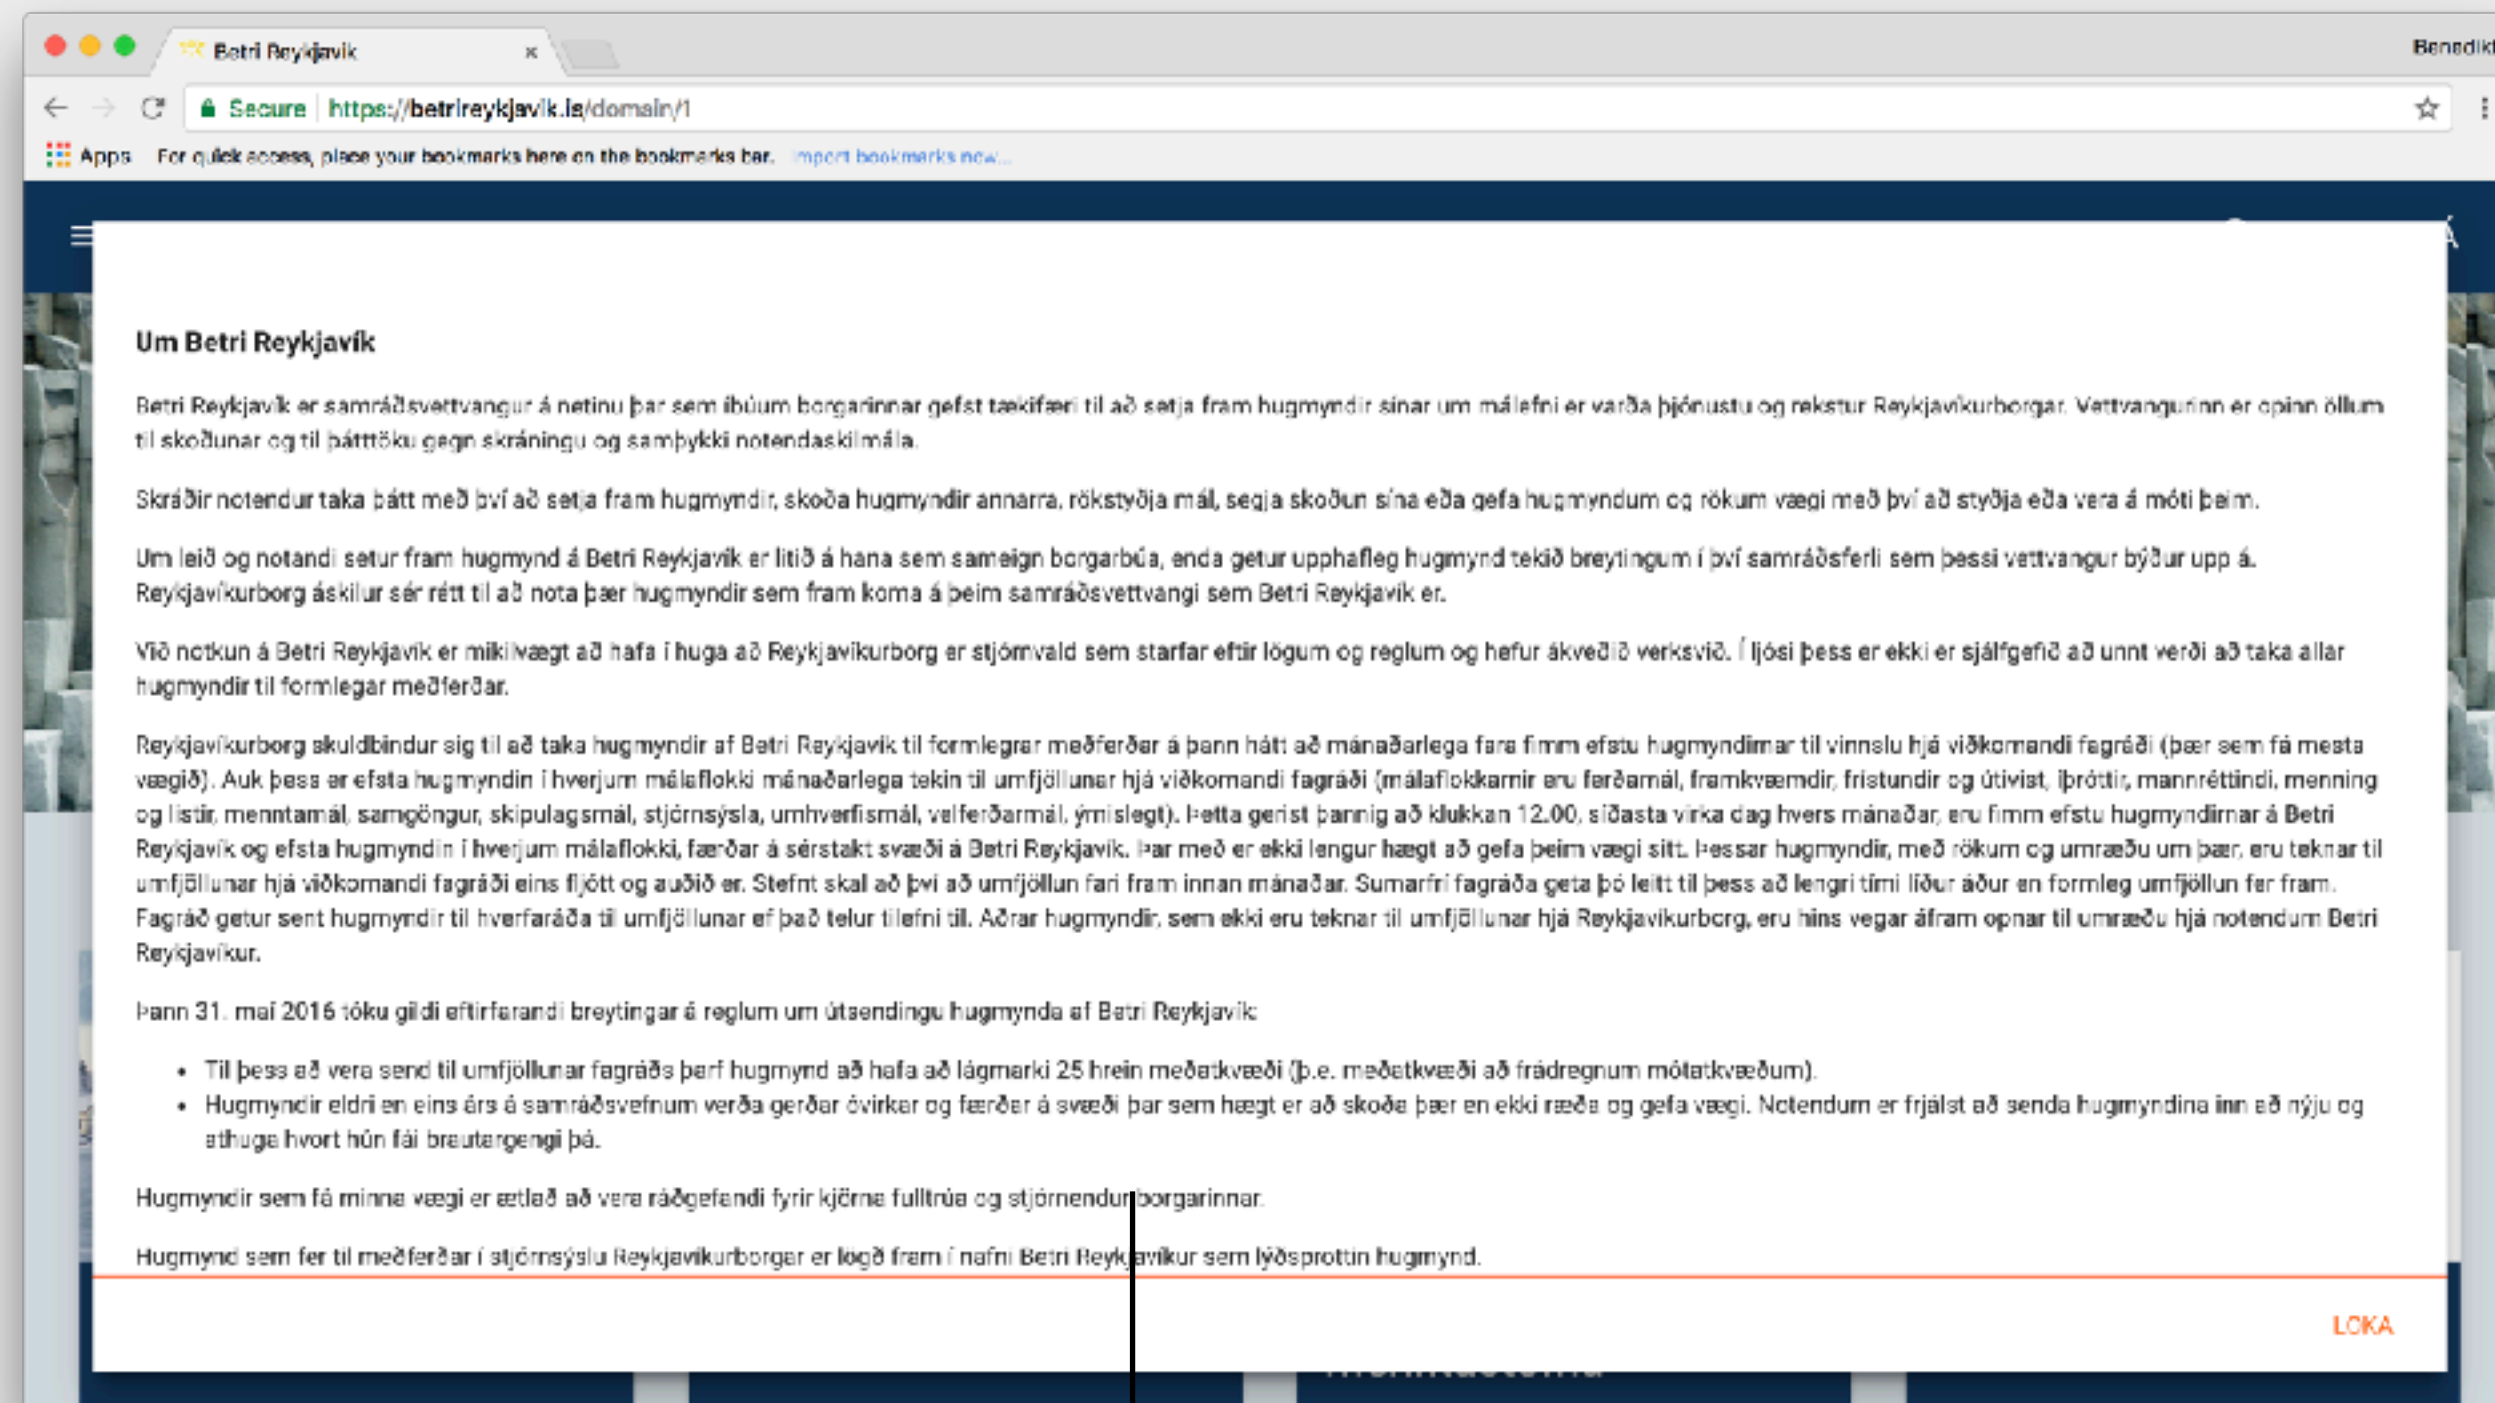 Betri Reykjavik
Benedikt
Secure https://betrireykjavik.is/domain/1
Apps For quick access, place your bookmarks here on the bookmarks bar. Import bookmarks now...
Um Betri Reykjavík
Betri Reykjavík er samráðsvettvangur á netinu þar sem íbúum borgarinnar gefst tækifæri til að setja fram hugmyndir sínar um málefni er varða þjónustu og rekstur Reykjavíkurborgar. Vettvangurinn er opinn öllum
til skoðunar og til þátttöku gegn skráningu og samþykki notendaskilmála.
Skráðir notendur taka þátt með því að setja fram hugmyndir, skoða hugmyndir annarra, rökstyðja mál, segja skoðun sína eða gefa hugmyndum og rökum vægi með því að styðja eða vera á móti þeim.
Um leið og notandi setur fram hugmynd á Betri Reykjavík er litið á hana sem sameign borgarbúa, enda getur upphafleg hugmynd tekið breytingum í því samráðsferli sem þessi vettvangur býður upp á.
Reykjavíkurborg áskilur sér rétt til að nota þær hugmyndir sem fram koma á þeim samráðsvettvangi sem Betri Reykjavík er.
Við notkun á Betri Reykjavík er mikilvægt að hafa í huga að Reykjavíkurborg er stjórnvald sem starfar eftir lögum og reglum og hefur ákveðið verksvið. Í ljósi þess er ekki er sjálfgefið að unnt verði að taka allar
hugmyndir til formlegar meðferðar.
Reykjavíkurborg skuldbindur sig til að taka hugmyndir af Betri Reykjavík til formlegrar meðferðar á þann hátt að mánaðarlega fara fimm efstu hugmyndirnar til vinnslu hjá viðkomandi fagráði (þær sem fá mesta
vægið). Auk þess er efsta hugmyndin í hverjum málaflokki mánaðarlega tekin til umfjöllunar hjá viðkomandi fagráði (málaflokkarnir eru ferðamál, framkvæmdir, frístundir og útivist, íþróttir, mannréttindi, menning
og listir, menntamál, samgöngur, skipulagsmál, stjórnsýsla, umhverfismál, velferðarmál, ýmislegt). Þetta gerist þannig að klukkan 12.00, síðasta virka dag hvers mánaðar, eru fimm efstu hugmyndirnar á Betri
Reykjavík og efsta hugmyndin í hverjum málaflokki, færðar á sérstakt svæði á Betri Reykjavík. Þar með er ekki lengur hægt að gefa þeim vægi sitt. Þessar hugmyndir, með rökum og umræðu um þær, eru teknar til
umfjöllunar hjá viðkomandi fagráði eins fljótt og auðið er. Stefnt skal að því að umfjöllun fari fram innan mánaðar. Sumarfrí fagráða geta þó leitt til þess að lengri tími líður áður en formleg umfjöllun fer fram.
Fagráð getur sent hugmyndir til hverfaráða til umfjöllunar ef það telur tilefni til. Aðrar hugmyndir, sem ekki eru teknar til umfjöllunar hjá Reykjavíkurborg, eru hins vegar áfram opnar til umræðu hjá notendum Betri
Reykjavíkur.
Þann 31. maí 2016 tóku gildi eftirfarandi breytingar á reglum um útsendingu hugmynda af Betri Reykjavík:
• Til þess að vera send til umfjöllunar fagráðs þarf hugmynd að hafa að lágmarki 25 hrein meðatkvæði (þ.e. meðatkvæði að frádregnum mótatkvæðum).
• Hugmyndir eldri en eins árs á samráðsvefnum verða gerðar óvirkar og færðar á svæði þar sem hægt er að skoða þær en ekki ræða og gefa vægi. Notendum er frjálst að senda hugmyndina inn að nýju og
athuga hvort hún fái brautargengi þá.
Hugmyndir sem fá minna vægi er ætlað að vera ráðgefandi fyrir kjörna fulltrúa og stjórnendur borgarinnar.
Hugmynd sem fer til meðferðar í stjórnsýslu Reykjavíkurborgar er lögð fram í nafni Betri Reykjavíkur sem lýðsprottin hugmynd.
LOKA